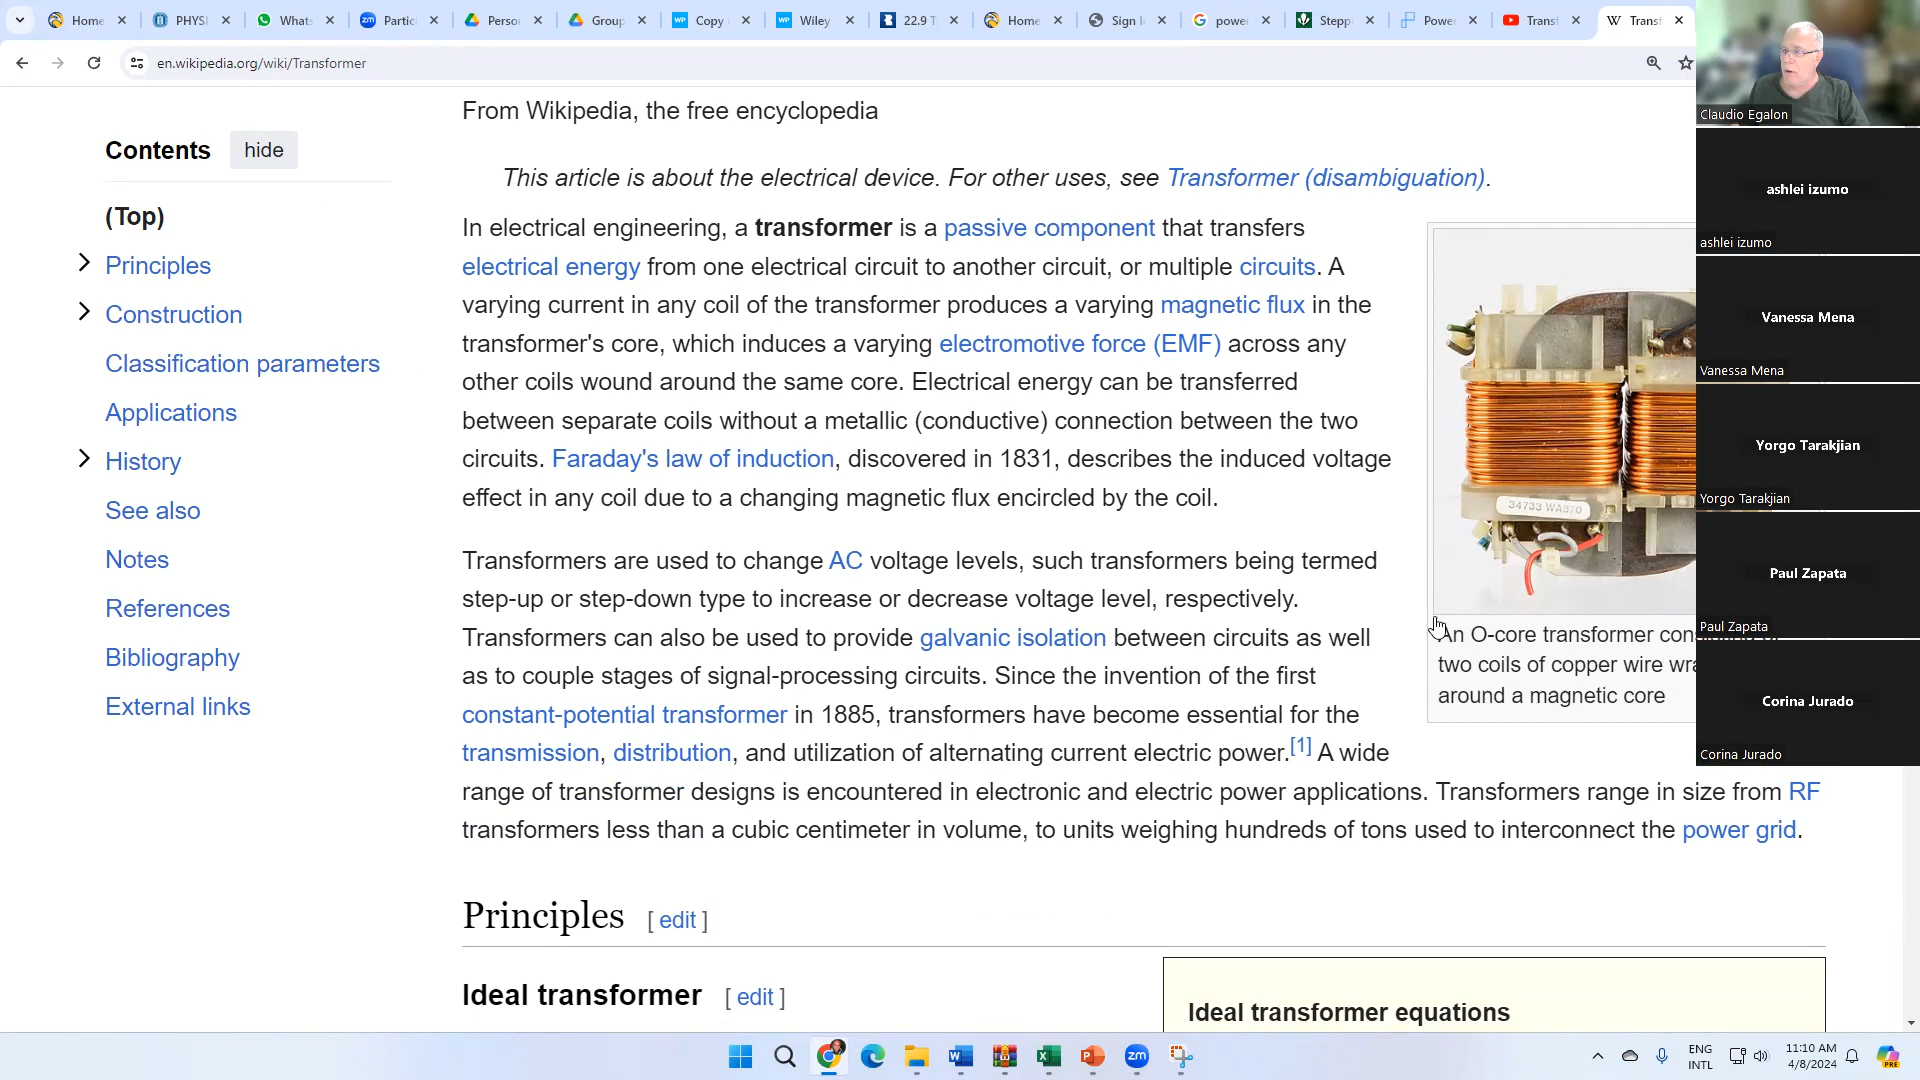 Home
PHYSI
Whats
Partici
Person
Group
Copy
Wiley
22.9 T
Home
Sign I
power
Stepp
Powe
Transf
Transf
en.wikipedia.org/wiki/Transformer
From Wikipedia, the free encyclopedia
Contents hide
(Top)
Principles
Construction
Classification parameters
Applications
History
See also
Notes
References
Bibliography
External links
This article is about the electrical device. For other uses, see Transformer (disambiguation).
In electrical engineering, a transformer is a passive component that transfers
electrical energy from one electrical circuit to another circuit, or multiple circuits. A
varying current in any coil of the transformer produces a varying magnetic flux in the
transformer's core, which induces a varying electromotive force (EMF) across any
other coils wound around the same core. Electrical energy can be transferred
between separate coils without a metallic (conductive) connection between the two
circuits. Faraday's law of induction, discovered in 1831, describes the induced voltage
effect in any coil due to a changing magnetic flux encircled by the coil.
Transformers are used to change AC voltage levels, such transformers being termed
step-up or step-down type to increase or decrease voltage level, respectively.
Transformers can also be used to provide galvanic isolation between circuits as well
as to couple stages of signal-processing circuits. Since the invention of the first
constant-potential transformer in 1885, transformers have become essential for the
transmission, distribution, and utilization of alternating current electric power.[1] A wide
range of transformer designs is encountered in electronic and electric power applications. Transformers range in size from RF
transformers less than a cubic centimeter in volume, to units weighing hundreds of tons used to interconnect the power grid.
34733 WA870
An O-core transformer
two coils of copper wire wra
around a magnetic core
Principles [ edit ]
Ideal transformer [ edit ]
Ideal transformer equations
Claudio Egalon
ashlei izumo
ashlei izumo
Vanessa Mena
Vanessa Mena
Yorgo Tarakjian
Yorgo Tarakjian
Paul Zapata
Paul Zapata
Corina Jurado
Corina Jurado
ENG
INTL
11:10 AM
4/8/2024